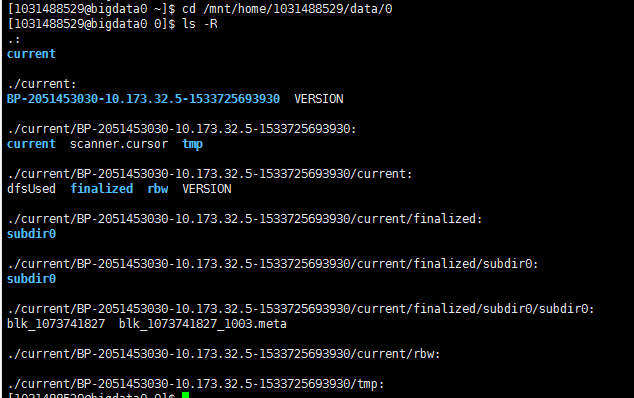 [1031488529@bigdata0 ~]$ cd /mnt/home/1031488529/data/0
[1031488529@bigdata0 0]$ ls -R
.:
current
./current:
BP-2051453030-10.173.32.5-1533725693930  VERSION
./current/BP-2051453030-10.173.32.5-1533725693930:
current  scanner.cursor  tmp
./current/BP-2051453030-10.173.32.5-1533725693930/current:
dfsUsed  finalized  rbw  VERSION
./current/BP-2051453030-10.173.32.5-1533725693930/current/finalized:
subdir0
./current/BP-2051453030-10.173.32.5-1533725693930/current/finalized/subdir0:
subdir0
./current/BP-2051453030-10.173.32.5-1533725693930/current/finalized/subdir0/subdir0:
blk_1073741827  blk_1073741827_1003.meta
./current/BP-2051453030-10.173.32.5-1533725693930/current/rbw:
./current/BP-2051453030-10.173.32.5-1533725693930/tmp:
[1031488529@bigdata0 0]$